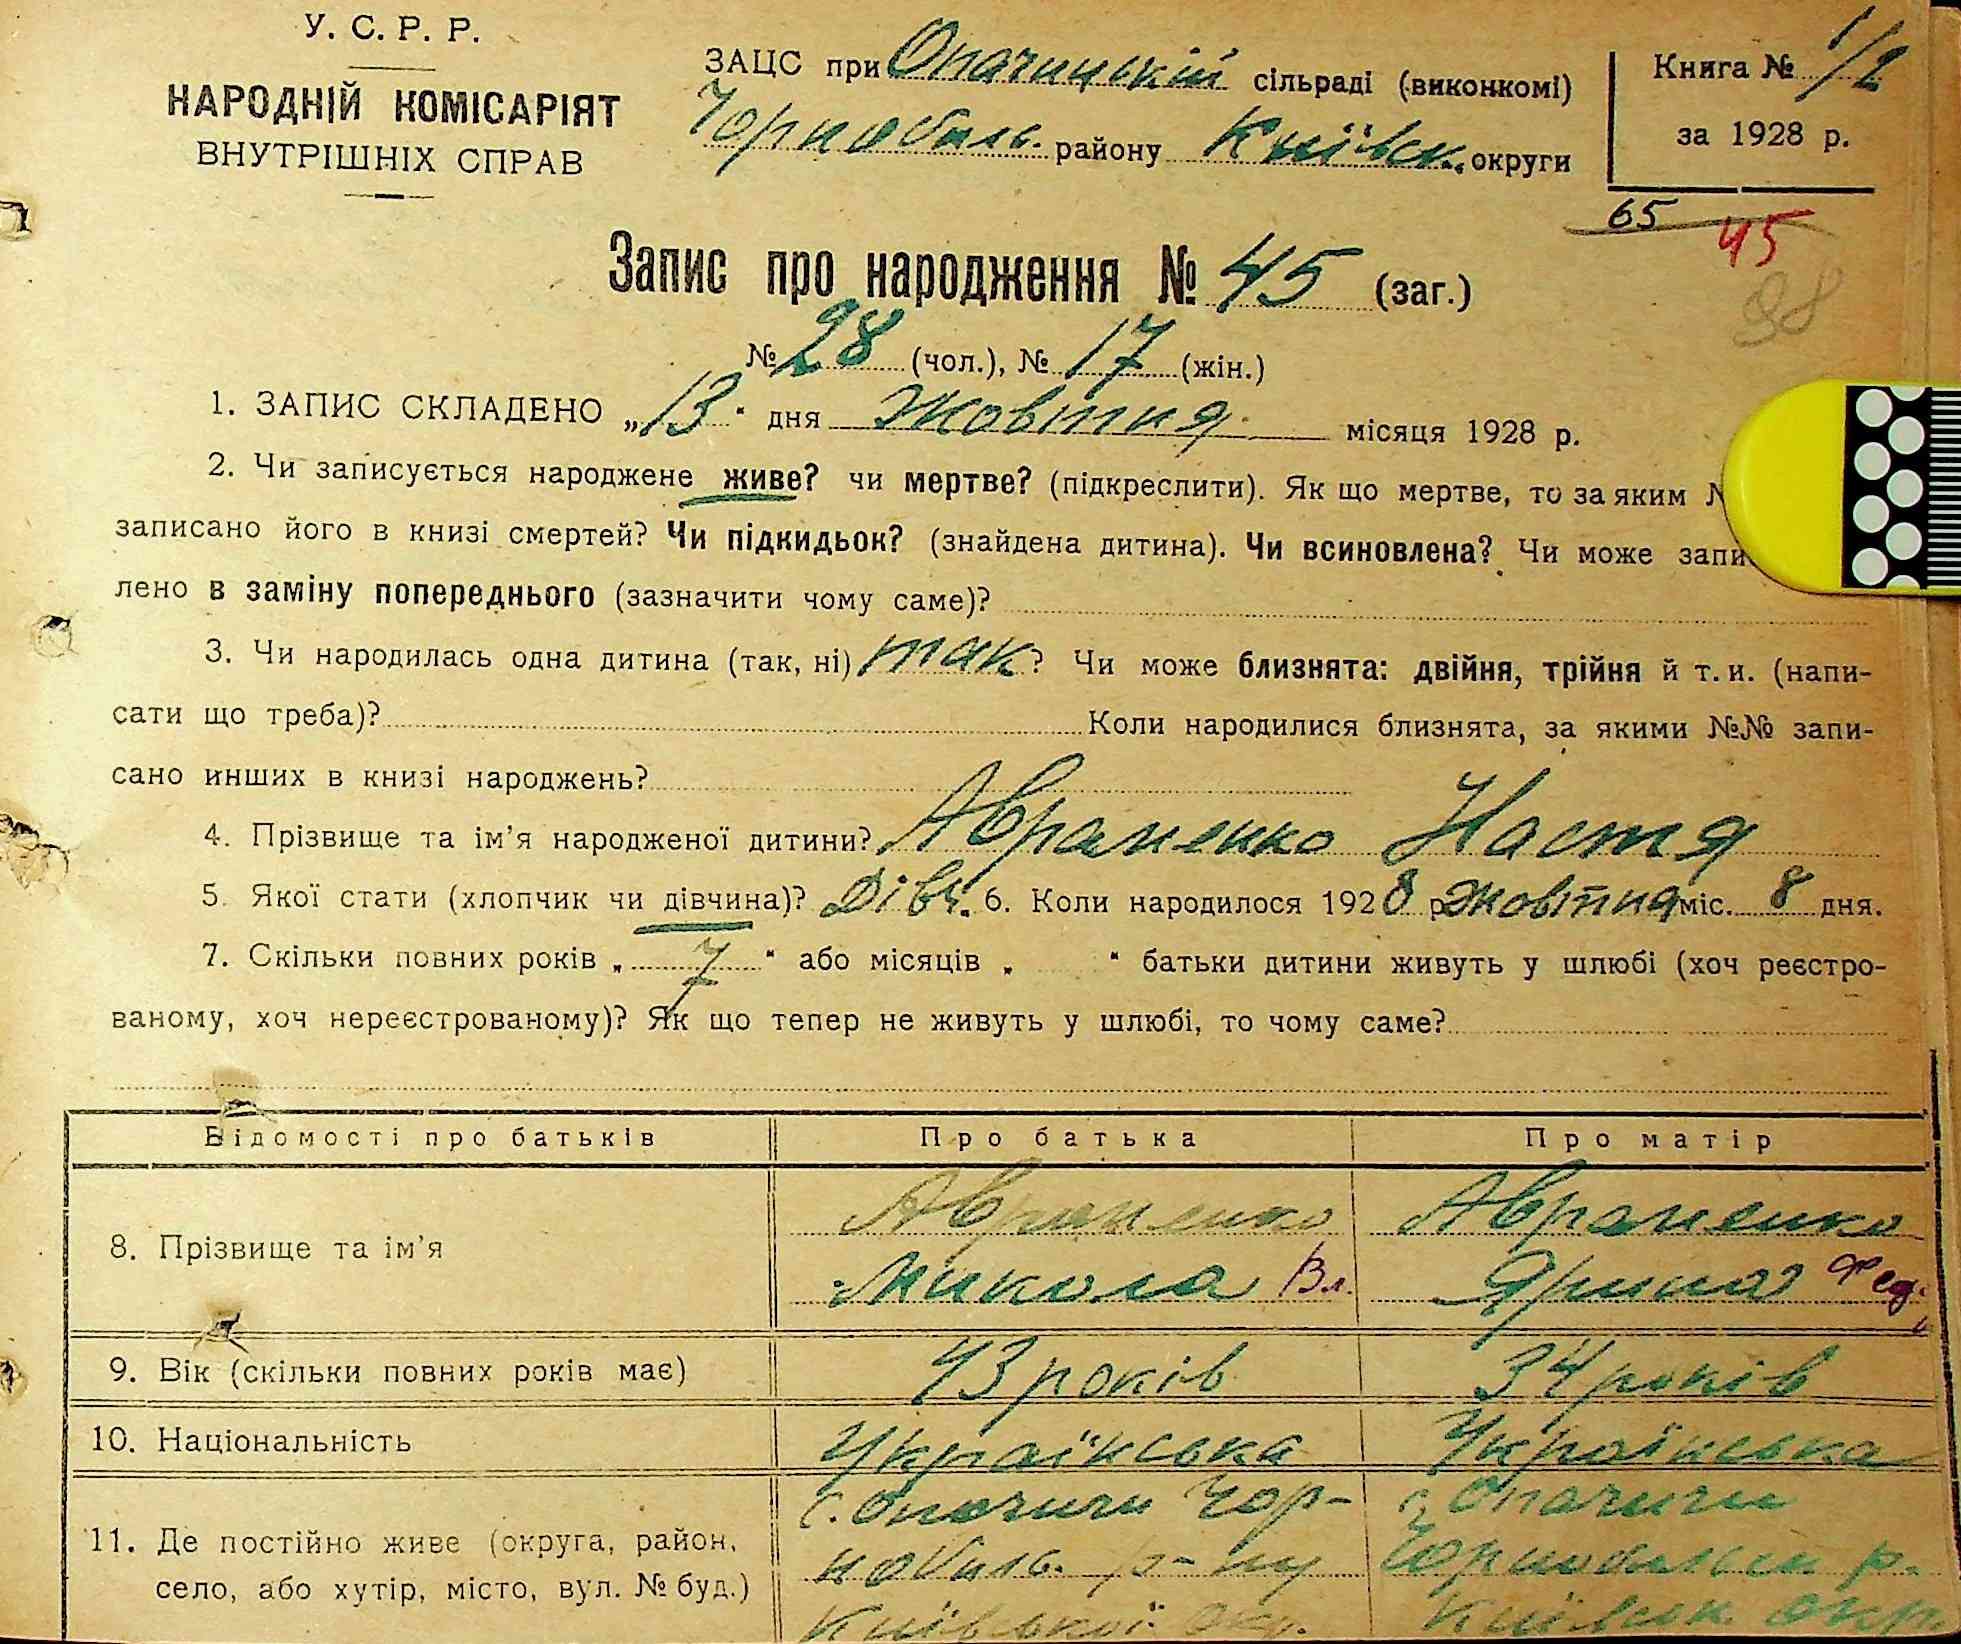 У. С. Р. Р.
НАРОДНІЙ КОМІСАРІЯТ
ВНУТРІШНІХ СПРАВ
ЗАЦС при Опачицькій сільраді (виконкомі)
Чорнобиль. району Київськ. округи
Книга № 1/2
за 1928 р.
65 45
98
Запис про народження № 45 (заг.)
№ 28 (чол.), № 17 (жін.)
1. ЗАПИС СКЛАДЕНО „13" дня Жовтня місяця 1928 р.
2. Чи записується народжене живе? чи мертве? (підкреслити). Як що мертве, то за яким
записано його в книзі смертей? Чи підкидьок? (знайдена дитина). Чи всиновлена? Чи може запи
лено в заміну попереднього (зазначити чому саме)?
3. Чи народилась одна дитина (так, ні) так? Чи може близнята: двійня, трійня й т. и. (напи-
сати що треба)? Коли народилися близнята, за якими №№ запи-
сано инших в книзі народжень?
4. Прізвище та ім'я народженої дитини? Авраменко Настя
5. Якої стати (хлопчик чи дівчина)? Дівч. 6. Коли народилося 1928 р Жовтня міс. 8 дня.
7. Скільки повних років „ 7 " або місяців „ " батьки дитини живуть у шлюбі (хоч реєстро-
ваному, хоч нереєстрованому)? Як що тепер не живуть у шлюбі, то чому саме?
Відомості про батьків Про батька Про матір
8. Прізвище та ім'я
Авраменко Авраменко
Микола Вл. Ярина Фед.
9. Вік (скільки повних років має) 43 років 34 років
10. Національність Українська Українська
11. Де постійно живе (округа, район,
село, або хутір, місто, вул. № буд.)
с. Опачичи Чор-
нобиль. р-ну
Київської окр.
с. Опачичи
Чорнобильськ р.
Київськ окр.